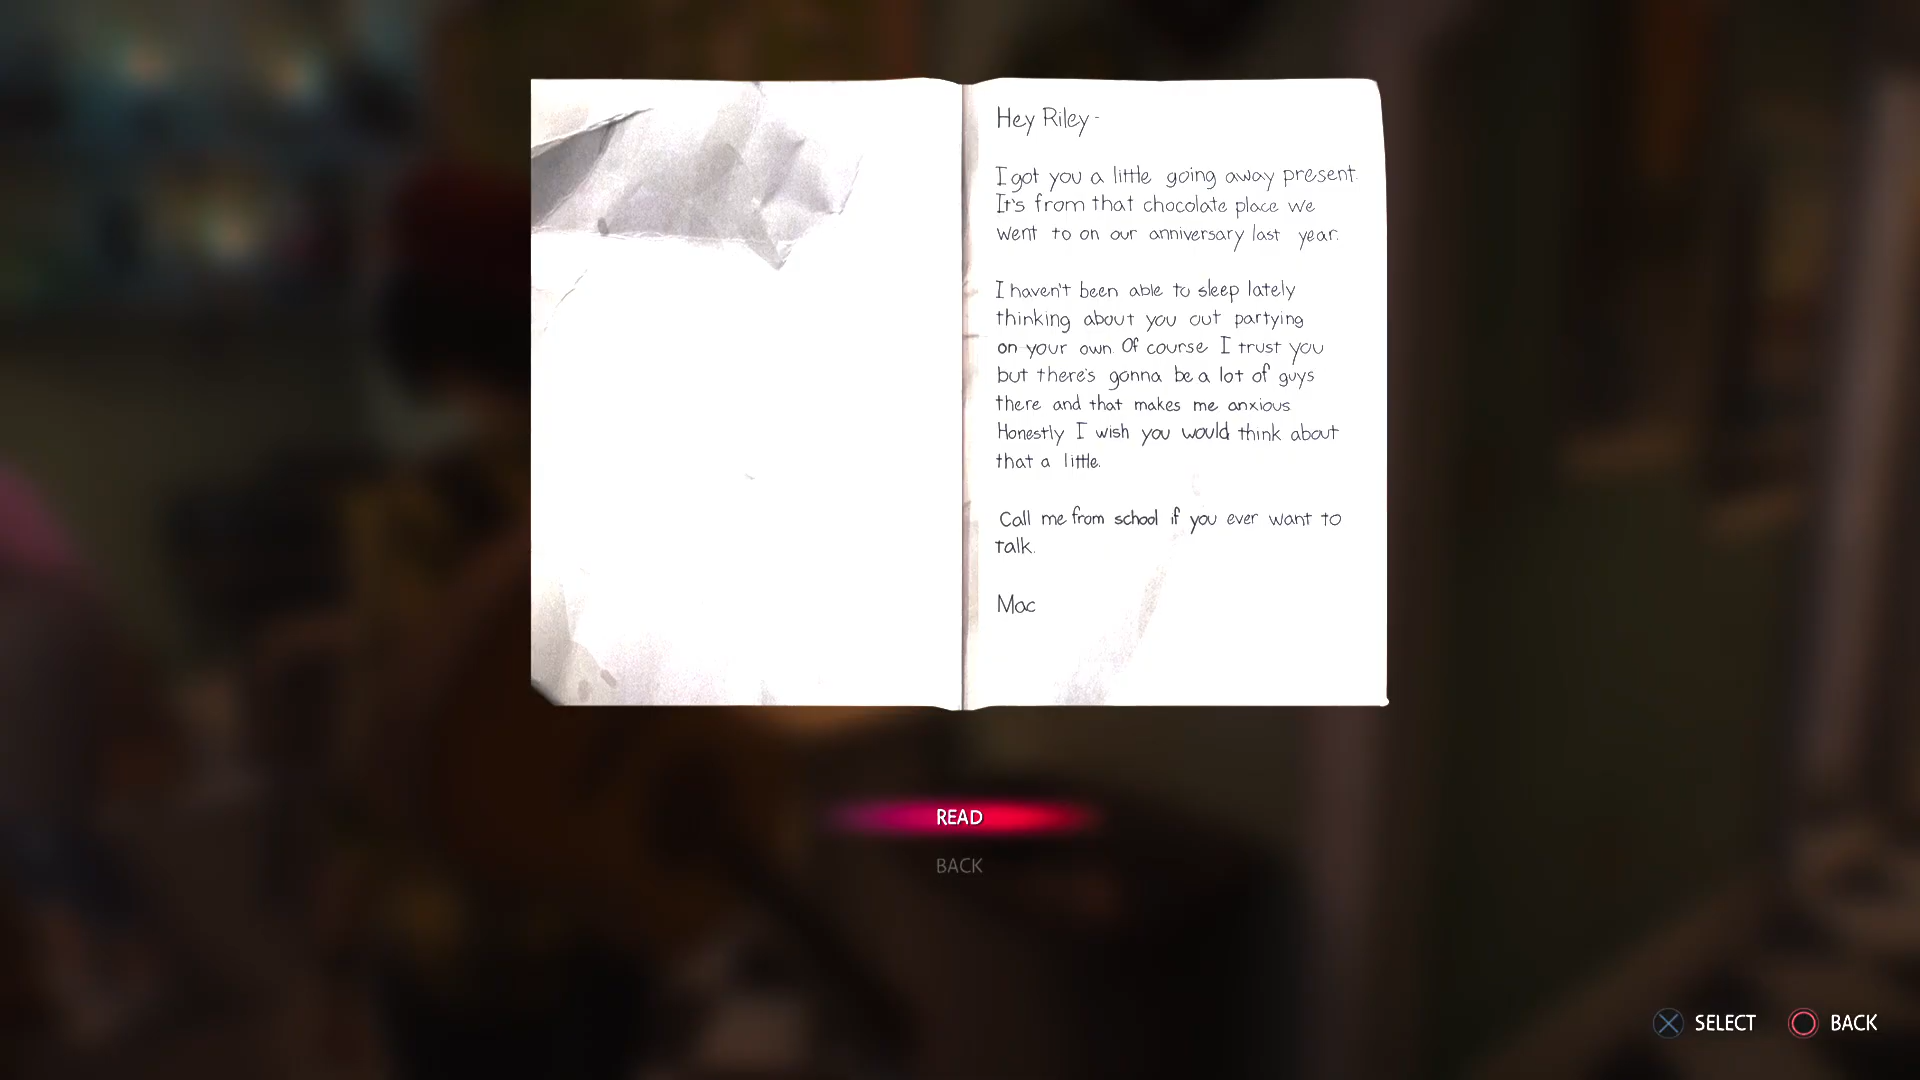 Hey Riley -
I got you a little going away present.
It's from that chocolate place we
went to on our anniversary last year.
I haven't been able to sleep lately
thinking about you out partying
on your own. Of course I trust you
but there's gonna be a lot of guys
there and that makes me anxious
Honestly I wish you would think about
that a little.
Call me from school if you ever want to
talk.
Mac
READ
BACK
SELECT BACK